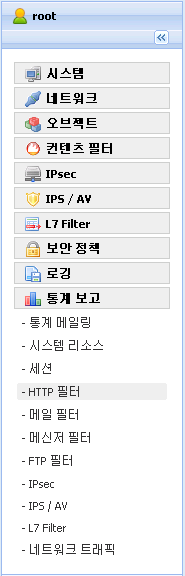 root
시스템
네트워크
오브젝트
컨텐츠 필터
IPsec
IPS / AV
L7 Filter
보안 정책
로깅
통계 보고
- 통계 메일링
- 시스템 리소스
- 세션
- HTTP 필터
- 메일 필터
- 메신저 필터
- FTP 필터
- IPsec
- IPS / AV
- L7 Filter
- 네트워크 트래픽